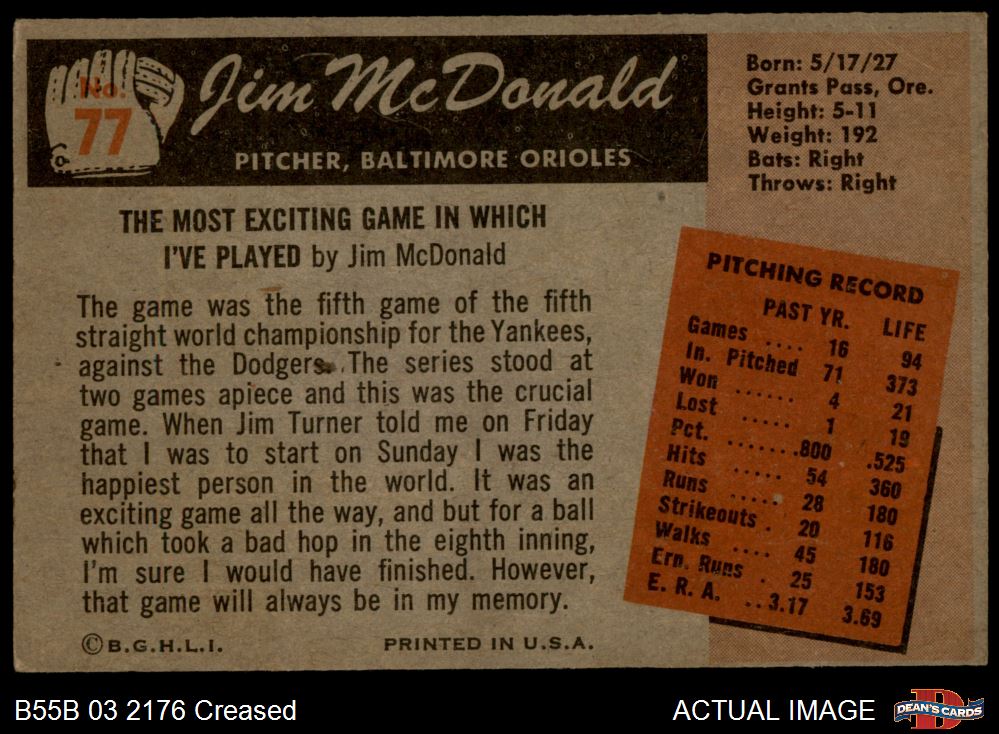 No.
77
Jim McDonald
PITCHER, BALTIMORE ORIOLES
Born: 5/17/27
Grants Pass, Ore.
Height: 5-11
Weight: 192
Bats: Right
Throws: Right
THE MOST EXCITING GAME IN WHICH
I'VE PLAYED by Jim McDonald
The game was the fifth game of the fifth
straight world championship for the Yankees,
against the Dodgers. The series stood at
two games apiece and this was the crucial
game. When Jim Turner told me on Friday
that I was to start on Sunday I was the
happiest person in the world. It was an
exciting game all the way, and but for a ball
which took a bad hop in the eighth inning,
I'm sure I would have finished. However,
that game will always be in my memory.
©B.G.H.L.I. PRINTED IN U.S.A.
PITCHING RECORD
PAST YR. LIFE
Games .... 16 94
In. Pitched 71 373
Won ...... 4 21
Lost ..... 1 19
Pct. .......800 .525
Hits ..... 54 360
Runs ..... 28 180
Strikeouts . 20 116
Walks .... 45 180
Ern. Runs . 25 153
E. R. A. ..3.17 3.69
B55B 03 2176 Creased
ACTUAL IMAGE
DEAN'S CARDS